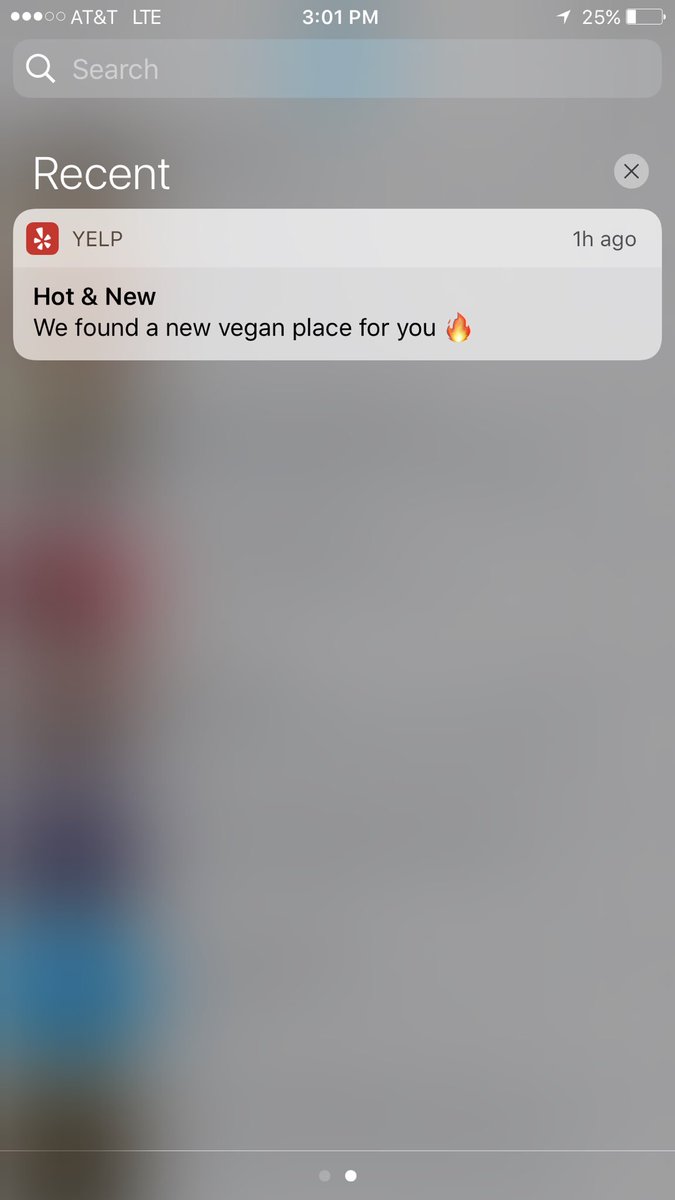 AT&T LTE 3:01 PM 25%
Search
Recent
YELP 1h ago
Hot & New
We found a new vegan place for you 🔥